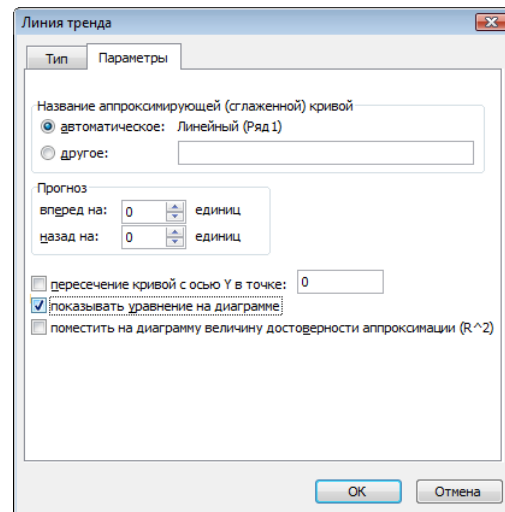 Линия тренда
Тип Параметры
Название аппроксимирующей (сглаженной) кривой
автоматическое: Линейный (Ряд1)
другое:
Прогноз
вперед на: 0 единиц
назад на: 0 единиц
пересечение кривой с осью Y в точке: 0
показывать уравнение на диаграмме
поместить на диаграмму величину достоверности аппроксимации (R^2)
OK Отмена